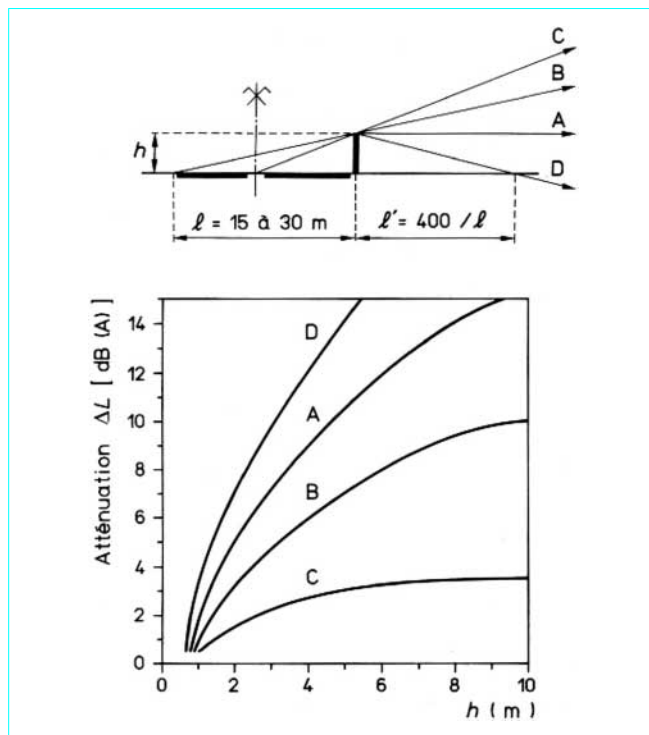 C
B
A
D
h
ℓ = 15 à 30 m
ℓ' = 400 / ℓ
Atténuation ΔL [ dB (A) ]
14
12
10
8
6
4
2
0
D
A
B
C
0 2 4 6 8 10
h ( m )